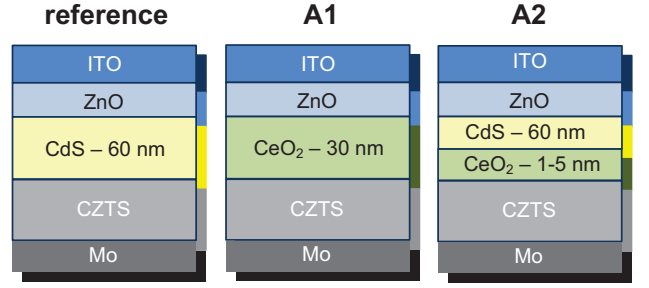 reference
ITO
ZnO
CdS – 60 nm
CZTS
Mo
A1
ITO
ZnO
CeO₂ – 30 nm
CZTS
Mo
A2
ITO
ZnO
CdS – 60 nm
CeO₂ – 1-5 nm
CZTS
Mo